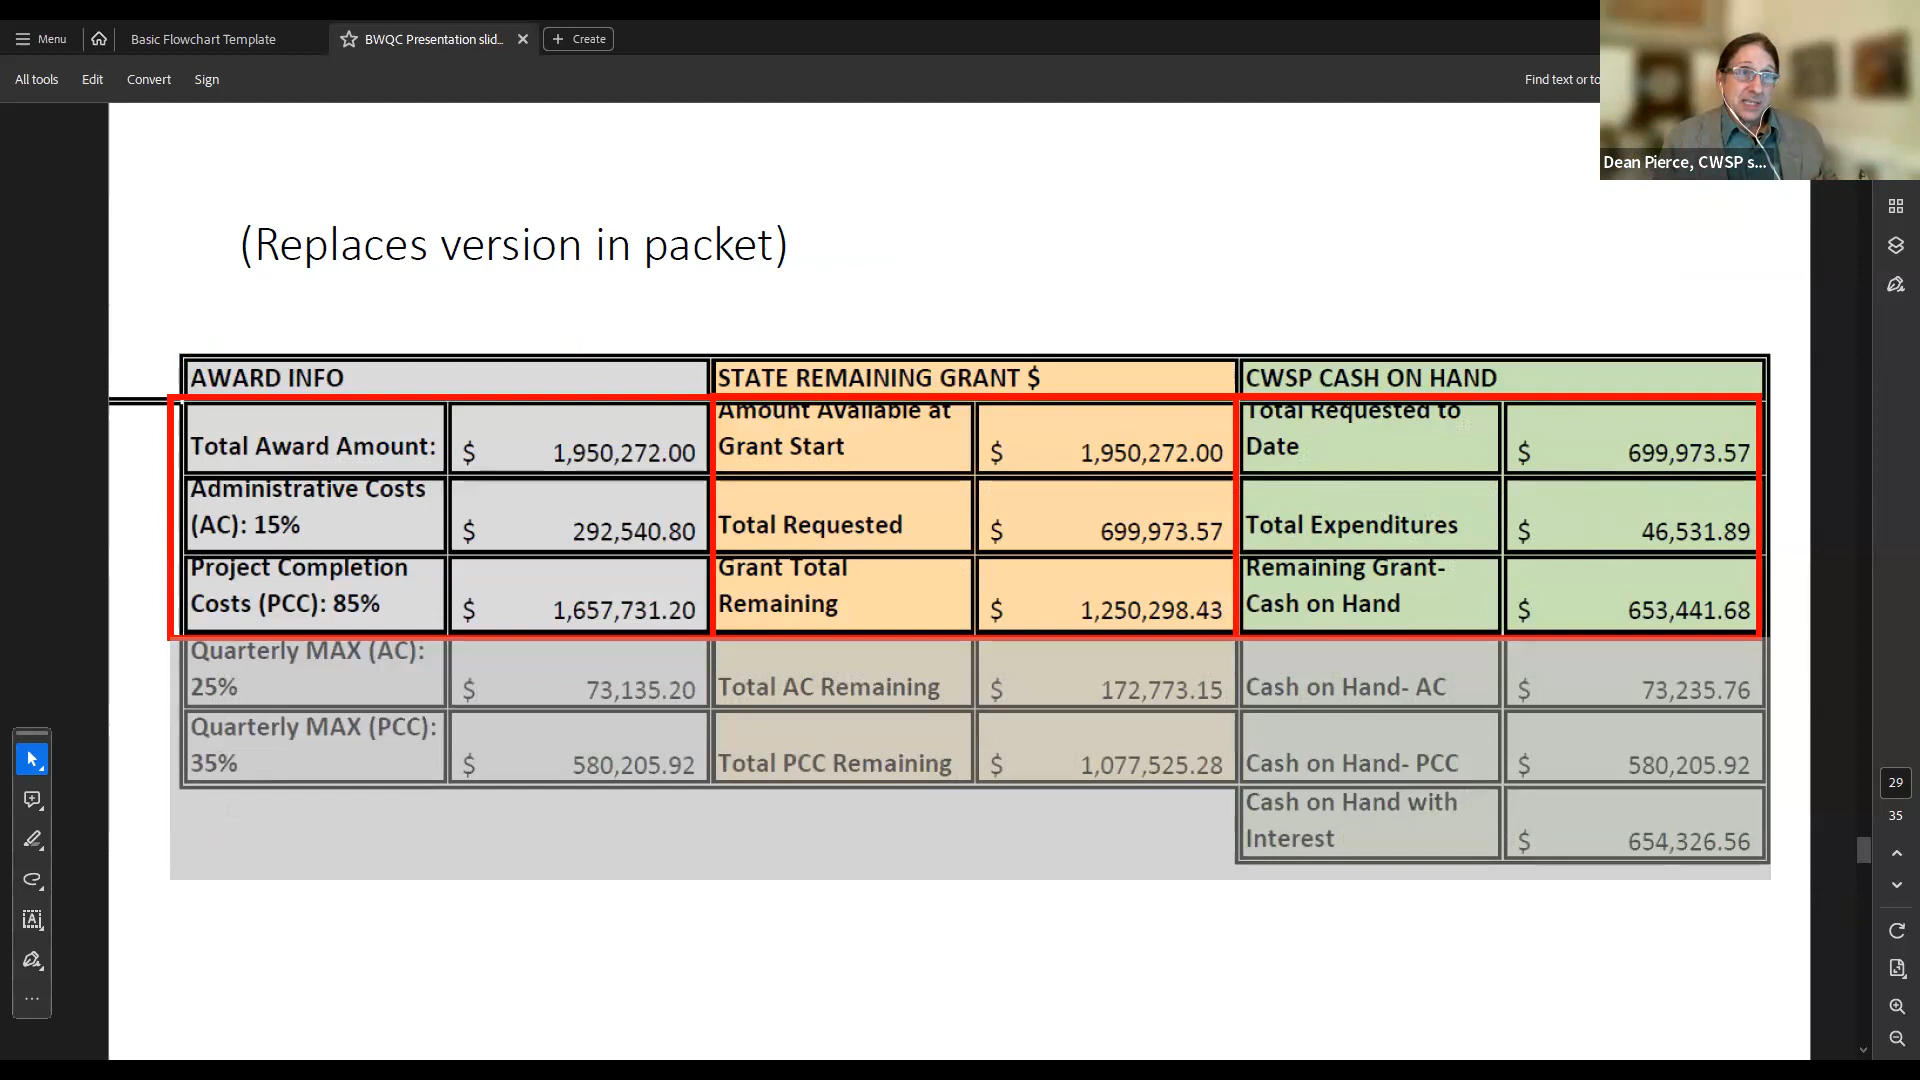 Menu
Basic Flowchart Template
BWQC Presentation slid...
Create
All tools
Edit
Convert
Sign
Find text or to
Dean Pierce, CWSP s...
(Replaces version in packet)
AWARD INFO
STATE REMAINING GRANT $
CWSP CASH ON HAND
Total Award Amount:
$ 1,950,272.00
Amount Available at
Grant Start
$ 1,950,272.00
Total Requested to
Date
$ 699,973.57
Administrative Costs
(AC): 15%
$ 292,540.80
Total Requested
$ 699,973.57
Total Expenditures
$ 46,531.89
Project Completion
Costs (PCC): 85%
$ 1,657,731.20
Grant Total
Remaining
$ 1,250,298.43
Remaining Grant-
Cash on Hand
$ 653,441.68
Quarterly MAX (AC):
25%
$ 73,135.20
Total AC Remaining
$ 172,773.15
Cash on Hand- AC
$ 73,235.76
Quarterly MAX (PCC):
35%
$ 580,205.92
Total PCC Remaining
$ 1,077,525.28
Cash on Hand- PCC
$ 580,205.92
Cash on Hand with
Interest
$ 654,326.56
29
35